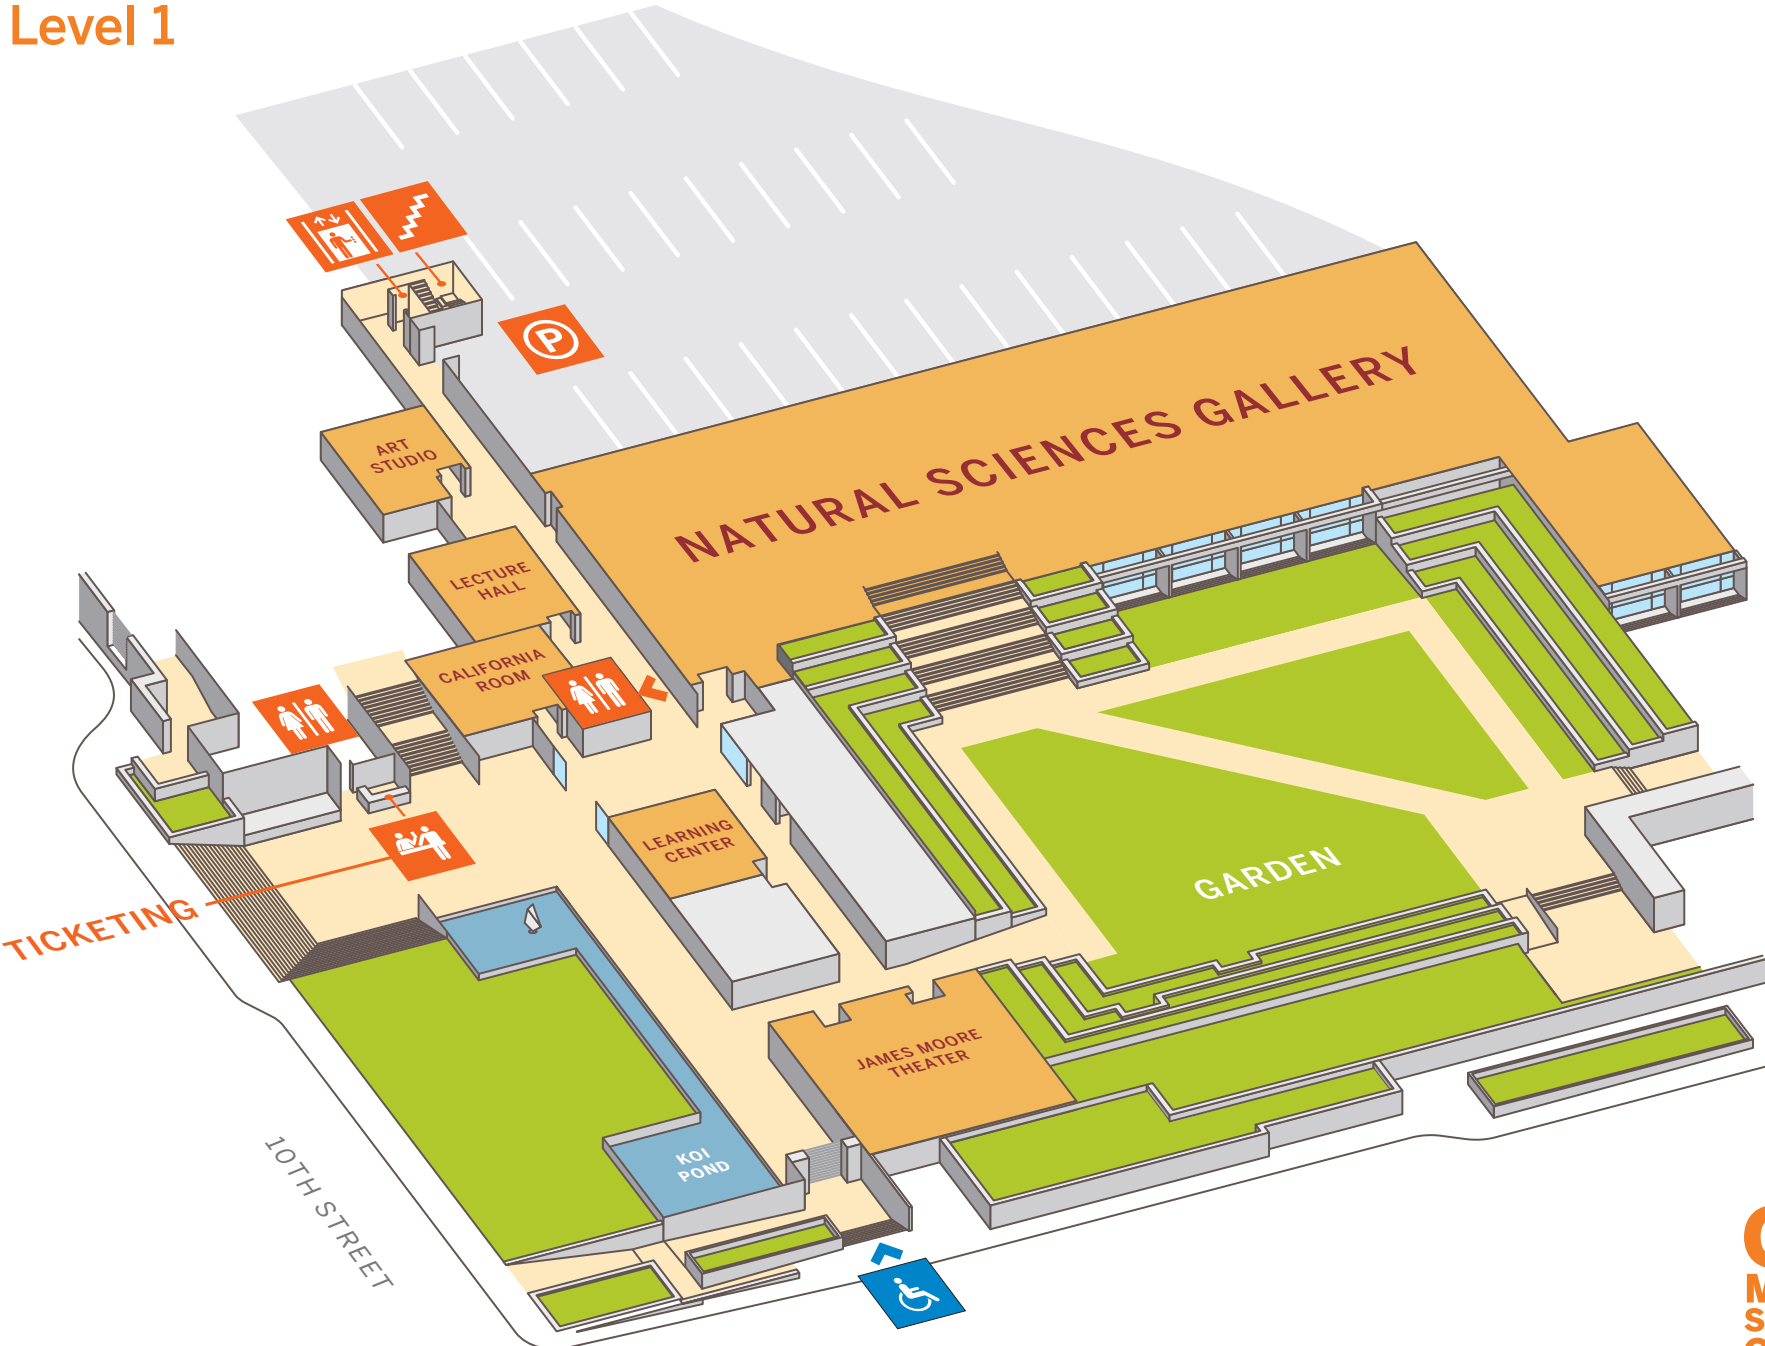 Level 1
P
NATURAL SCIENCES GALLERY
ART
STUDIO
LECTURE
HALL
CALIFORNIA
ROOM
LEARNING
CENTER
GARDEN
TICKETING
JAMES MOORE
THEATER
KOI
POND
10TH STREET